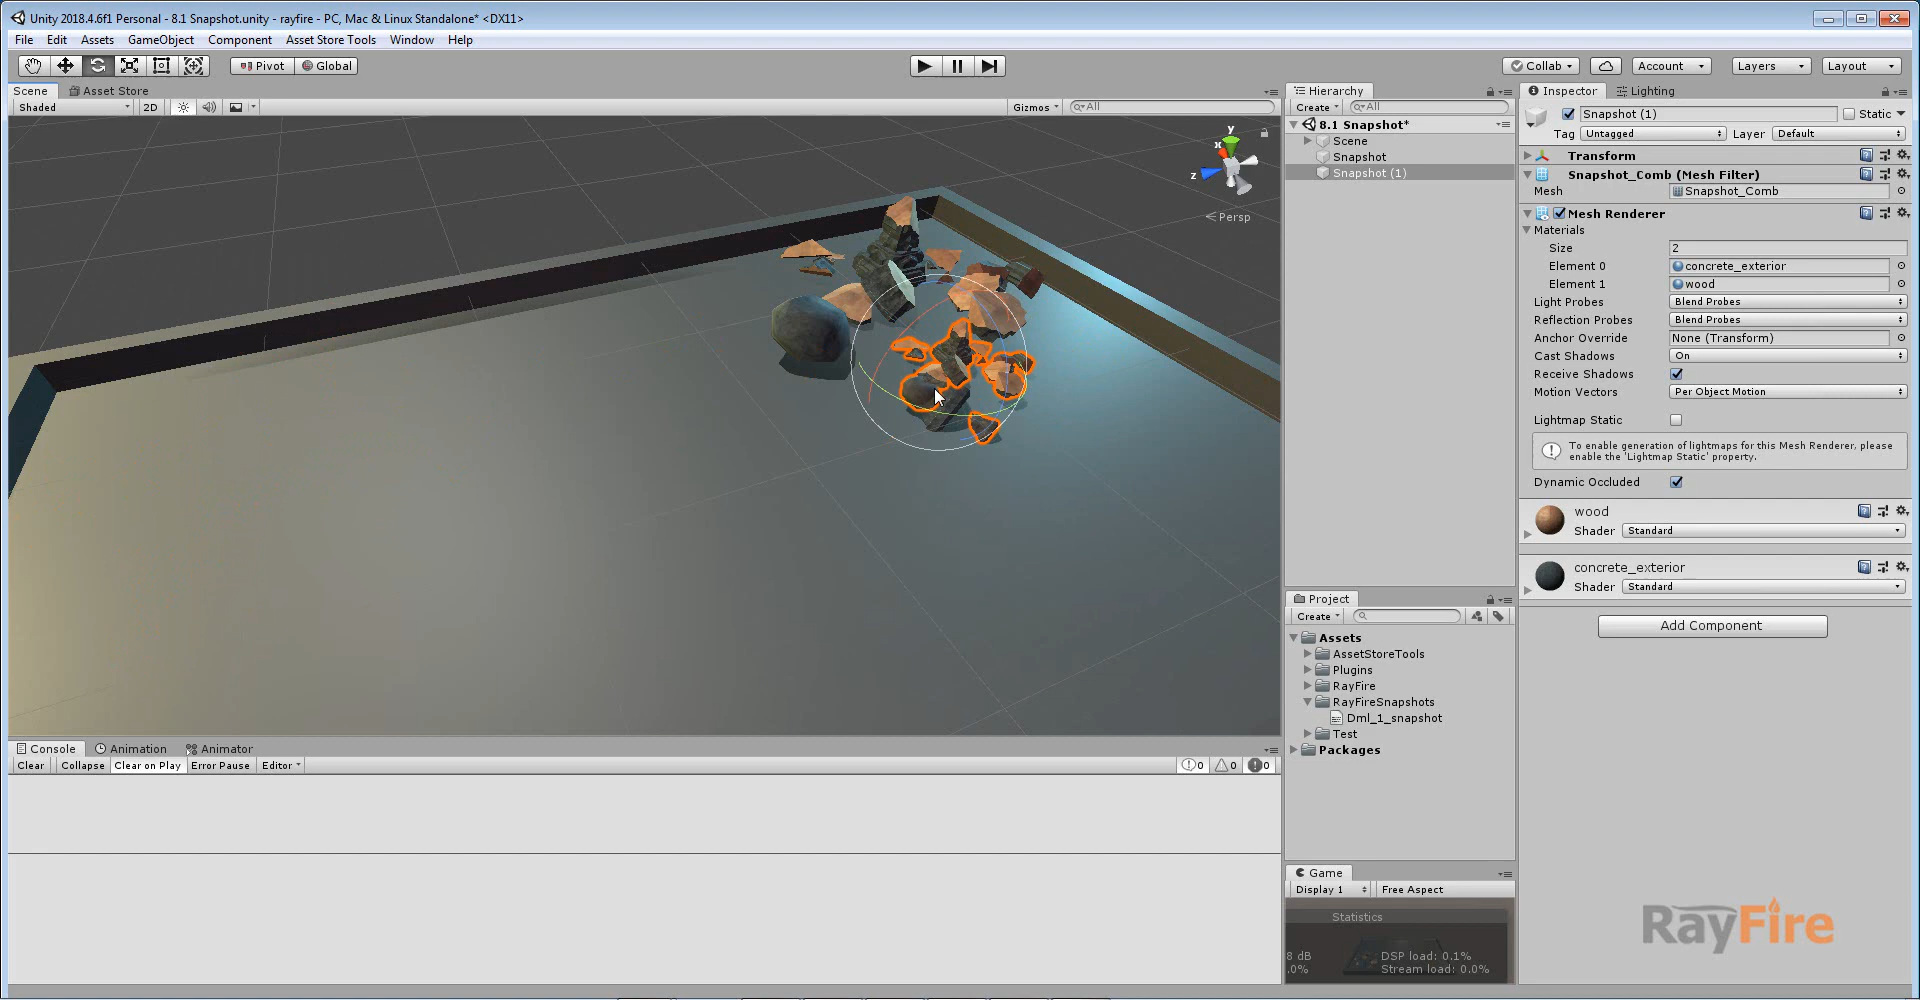 Unity 2018.4.6f1 Personal - 8.1 Snapshot.unity - rayfire - PC, Mac & Linux Standalone* <DX11>
File Edit Assets GameObject Component Asset Store Tools Window Help
Pivot Global Collab Account Layers Layout
Scene Asset Store
Shaded 2D Gizmos All
y
x
z
Persp
Hierarchy
Create All
8.1 Snapshot*
Scene
Snapshot
Snapshot (1)
Inspector Lighting
Snapshot (1) Static
Tag Untagged Layer Default
Transform
Snapshot_Comb (Mesh Filter)
Mesh Snapshot_Comb
Mesh Renderer
Materials
Size 2
Element 0 concrete_exterior
Element 1 wood
Light Probes Blend Probes
Reflection Probes Blend Probes
Anchor Override None (Transform)
Cast Shadows On
Receive Shadows
Motion Vectors Per Object Motion
Lightmap Static
To enable generation of lightmaps for this Mesh Renderer, please
enable the 'Lightmap Static' property.
Dynamic Occluded
wood
Shader Standard
concrete_exterior
Shader Standard
Add Component
Project
Create
Assets
AssetStoreTools
Plugins
RayFire
RayFireSnapshots
Dml_1_snapshot
Test
Packages
Console Animation Animator
Clear Collapse Clear on Play Error Pause Editor 0 0 0
Game
Display 1 Free Aspect
Statistics
8 dB DSP load: 0.1%
.0% Stream load: 0.0%
RayFire